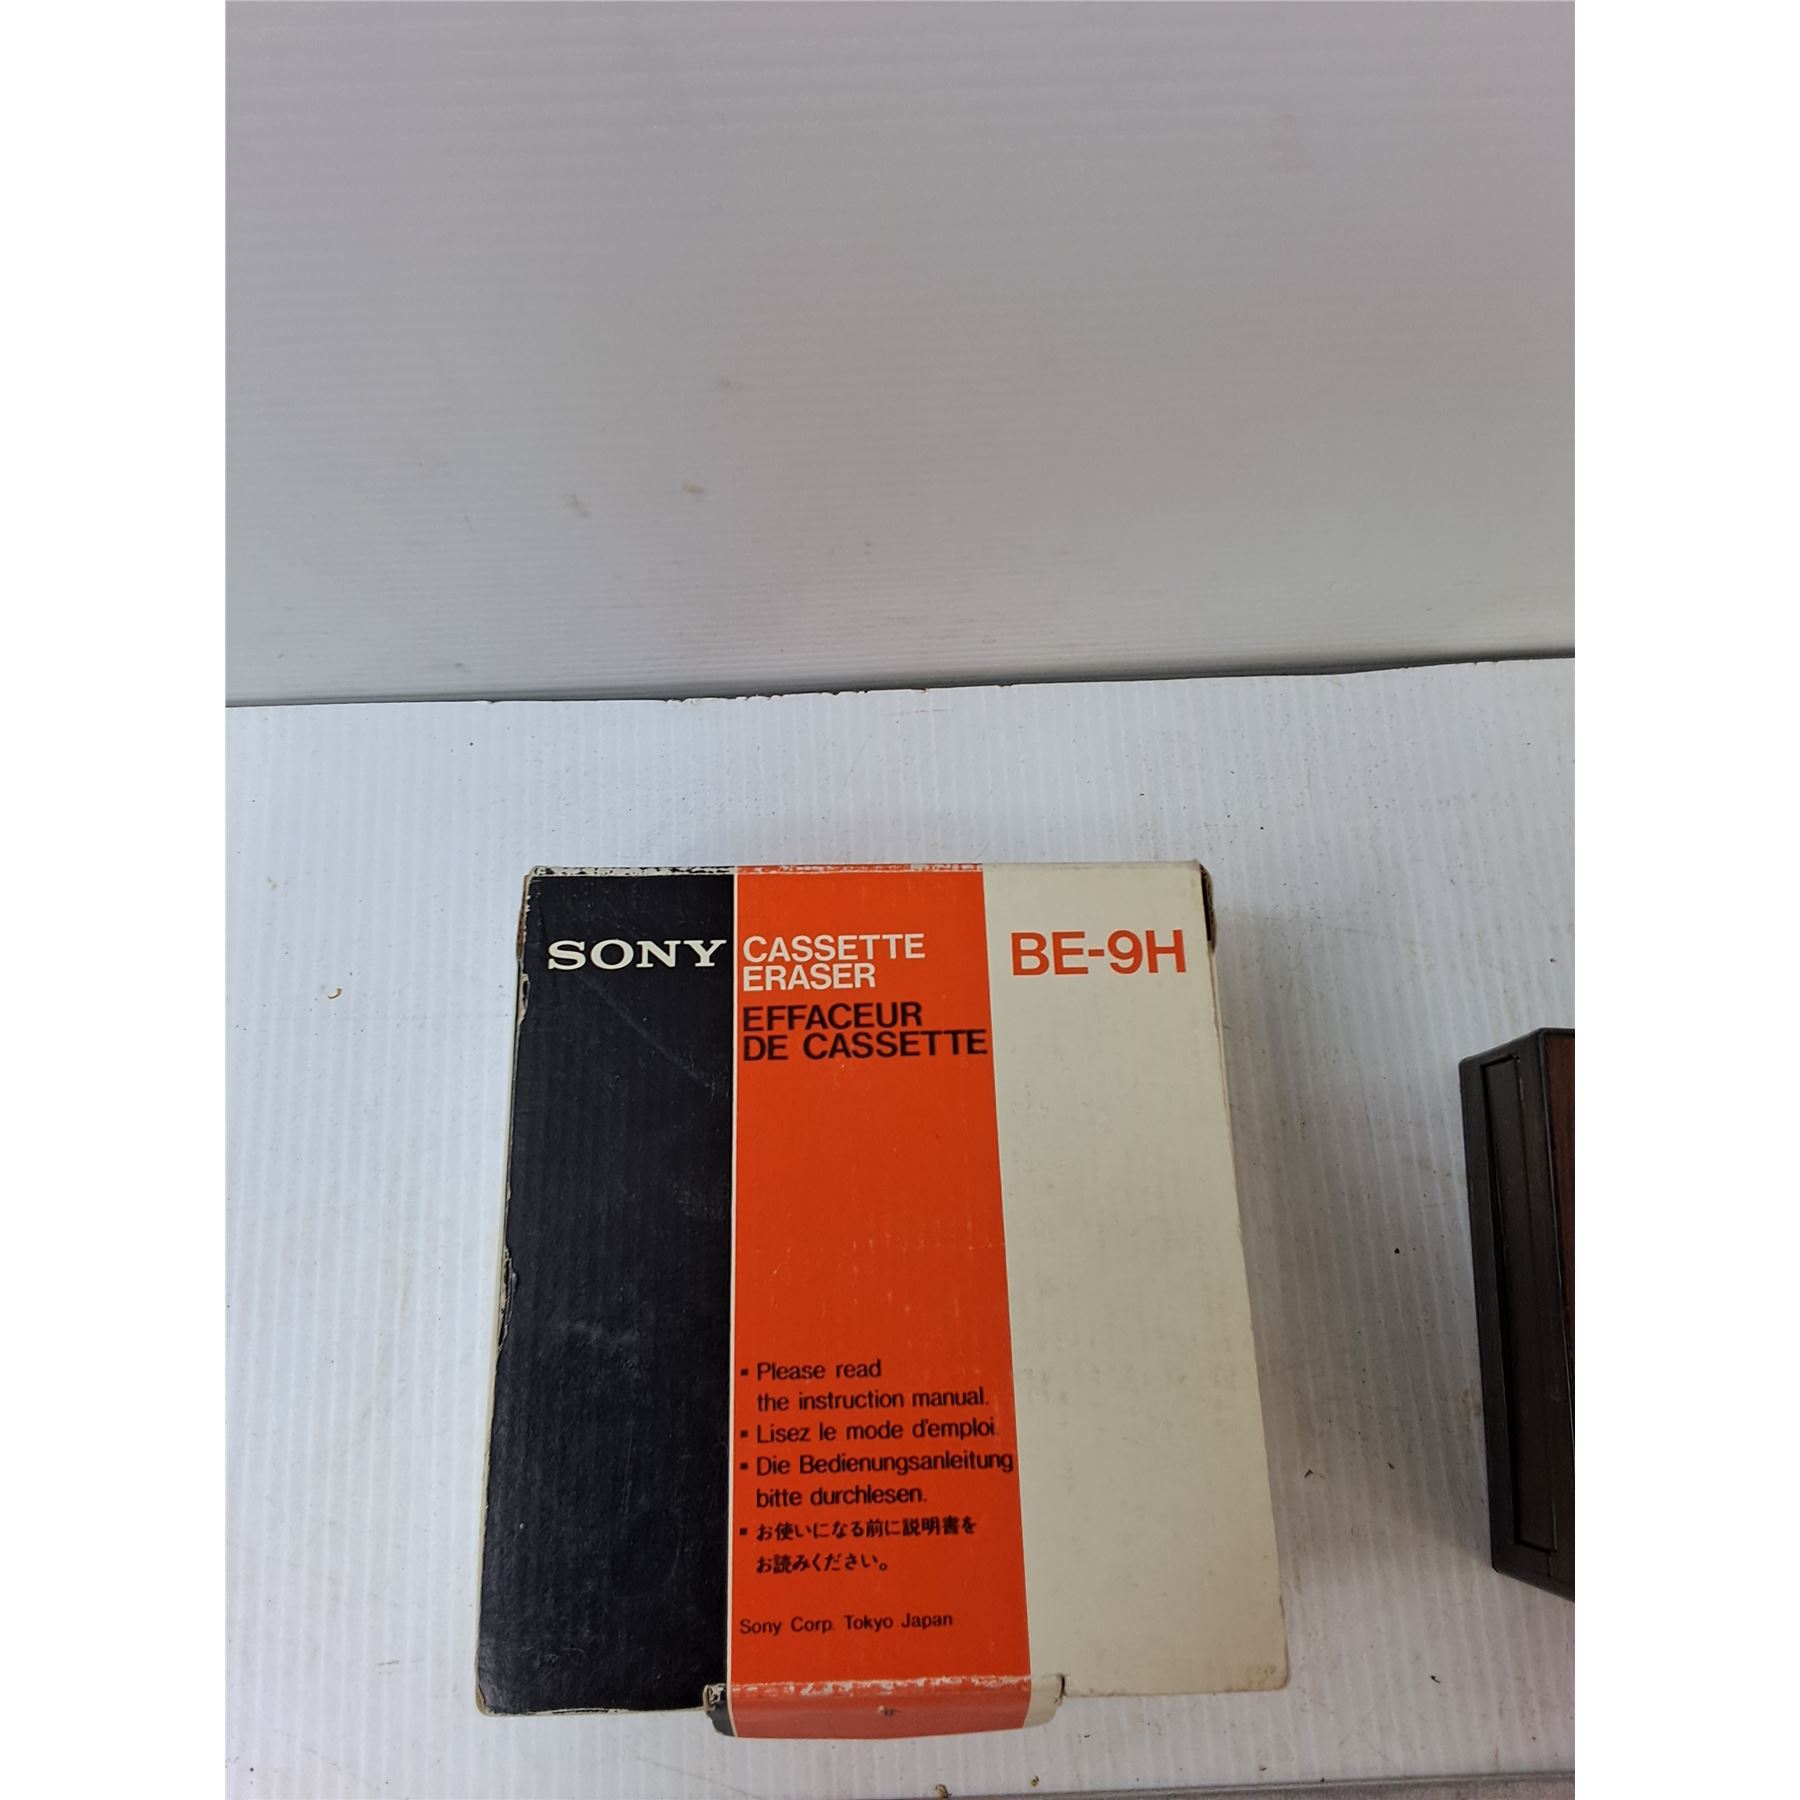 SONY
CASSETTE
ERASER
EFFACEUR
DE CASSETTE
BE-9H
▪ Please read
the instruction manual.
▪ Lisez le mode d'emploi.
▪ Die Bedienungsanleitung
bitte durchlesen.
▪ お使いになる前に説明書を
お読みください。
Sony Corp. Tokyo Japan